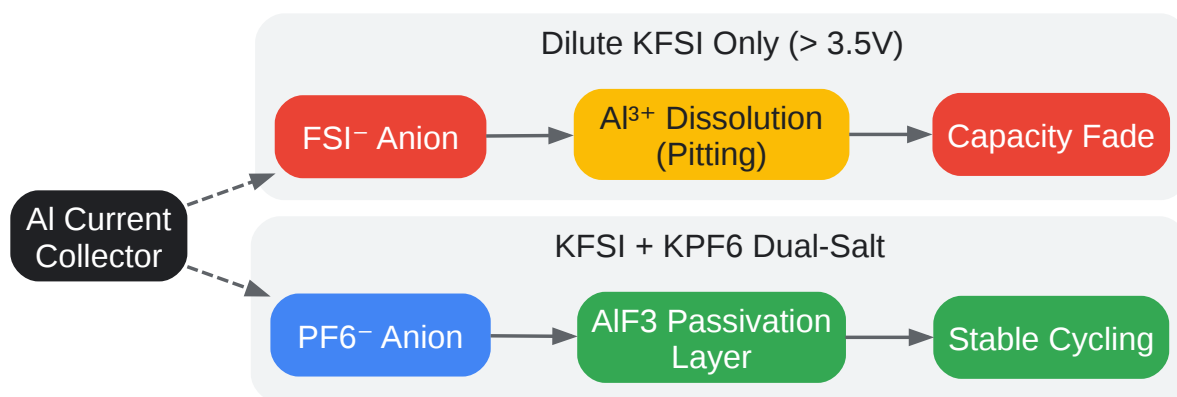 Dilute KFSI Only (> 3.5V)
FSI⁻ Anion
Al³⁺ Dissolution
(Pitting)
Capacity Fade
Al Current
Collector
KFSI + KPF6 Dual-Salt
PF6⁻ Anion
AlF3 Passivation
Layer
Stable Cycling